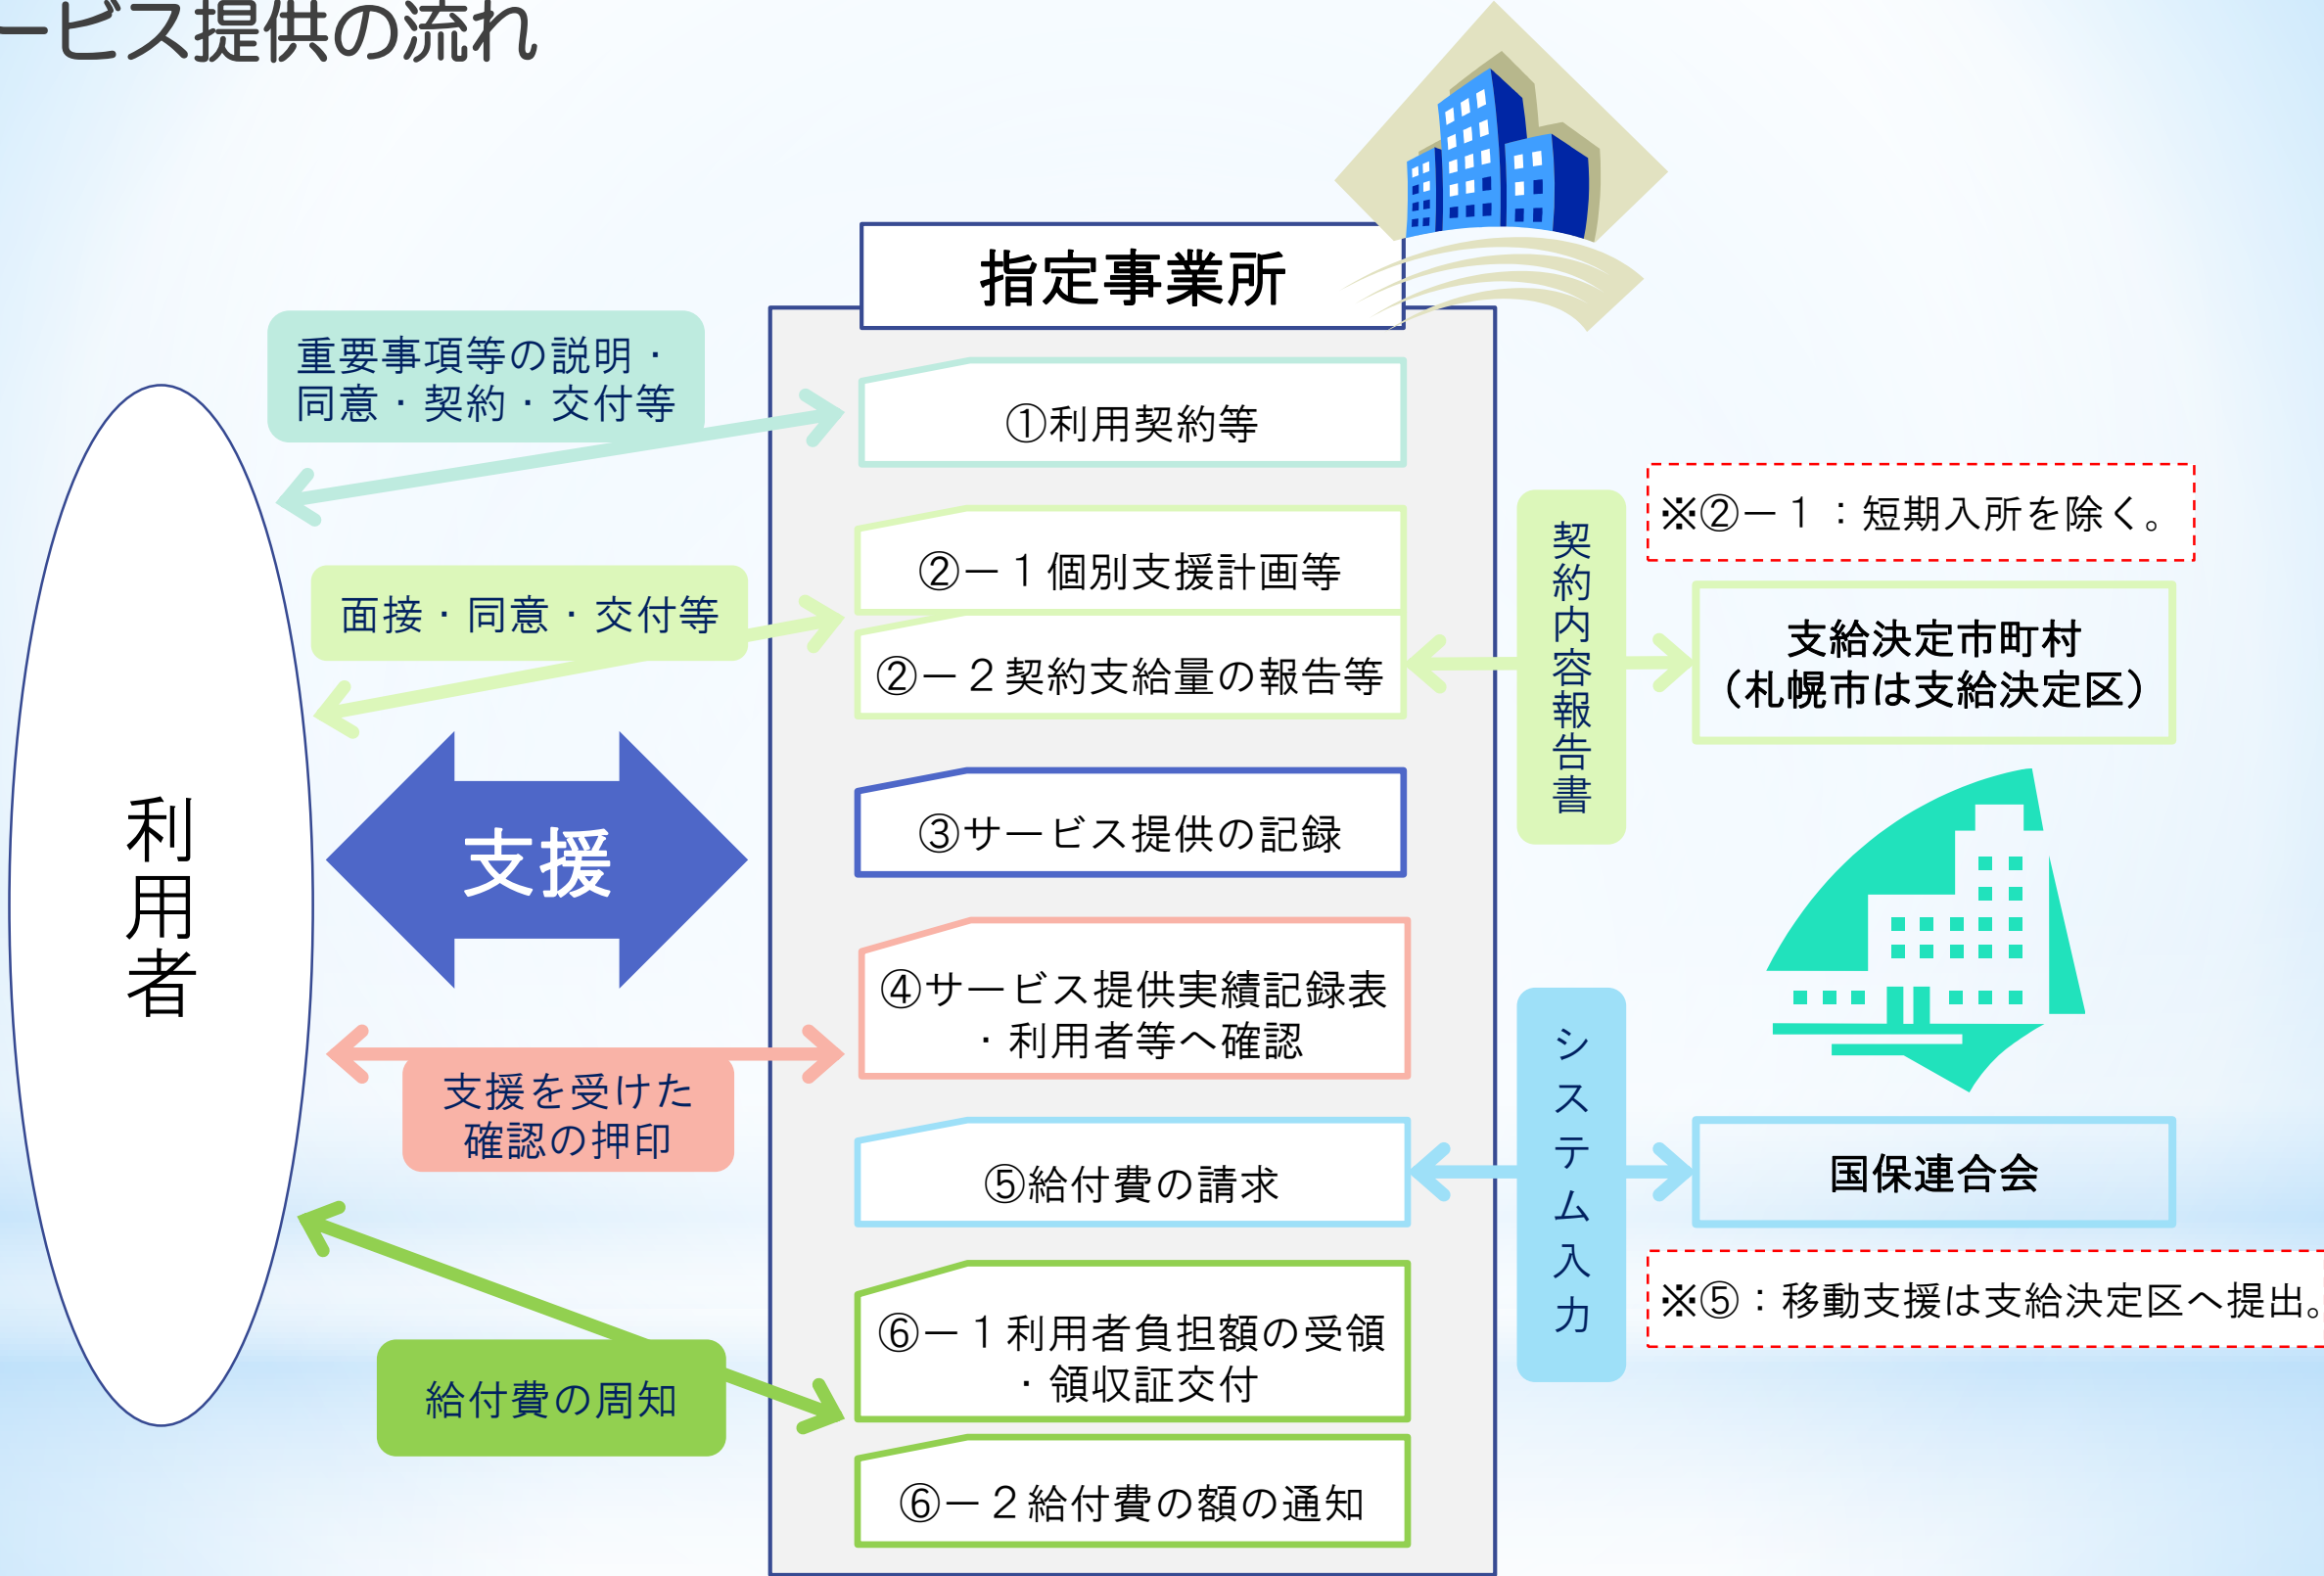 ービス提供の流れ
指定事業所
重要事項等の説明・
同意・契約・交付等
①利用契約等
※②－１：短期入所を除く。
面接・同意・交付等
②－１個別支援計画等
②－２契約支給量の報告等
契約内容報告書
支給決定市町村
（札幌市は支給決定区）
利用者
支援
③サービス提供の記録
④サービス提供実績記録表
・利用者等へ確認
支援を受けた
確認の押印
⑤給付費の請求
システム入力
国保連合会
※⑤：移動支援は支給決定区へ提出。
⑥－１利用者負担額の受領
・領収証交付
給付費の周知
⑥－２給付費の額の通知